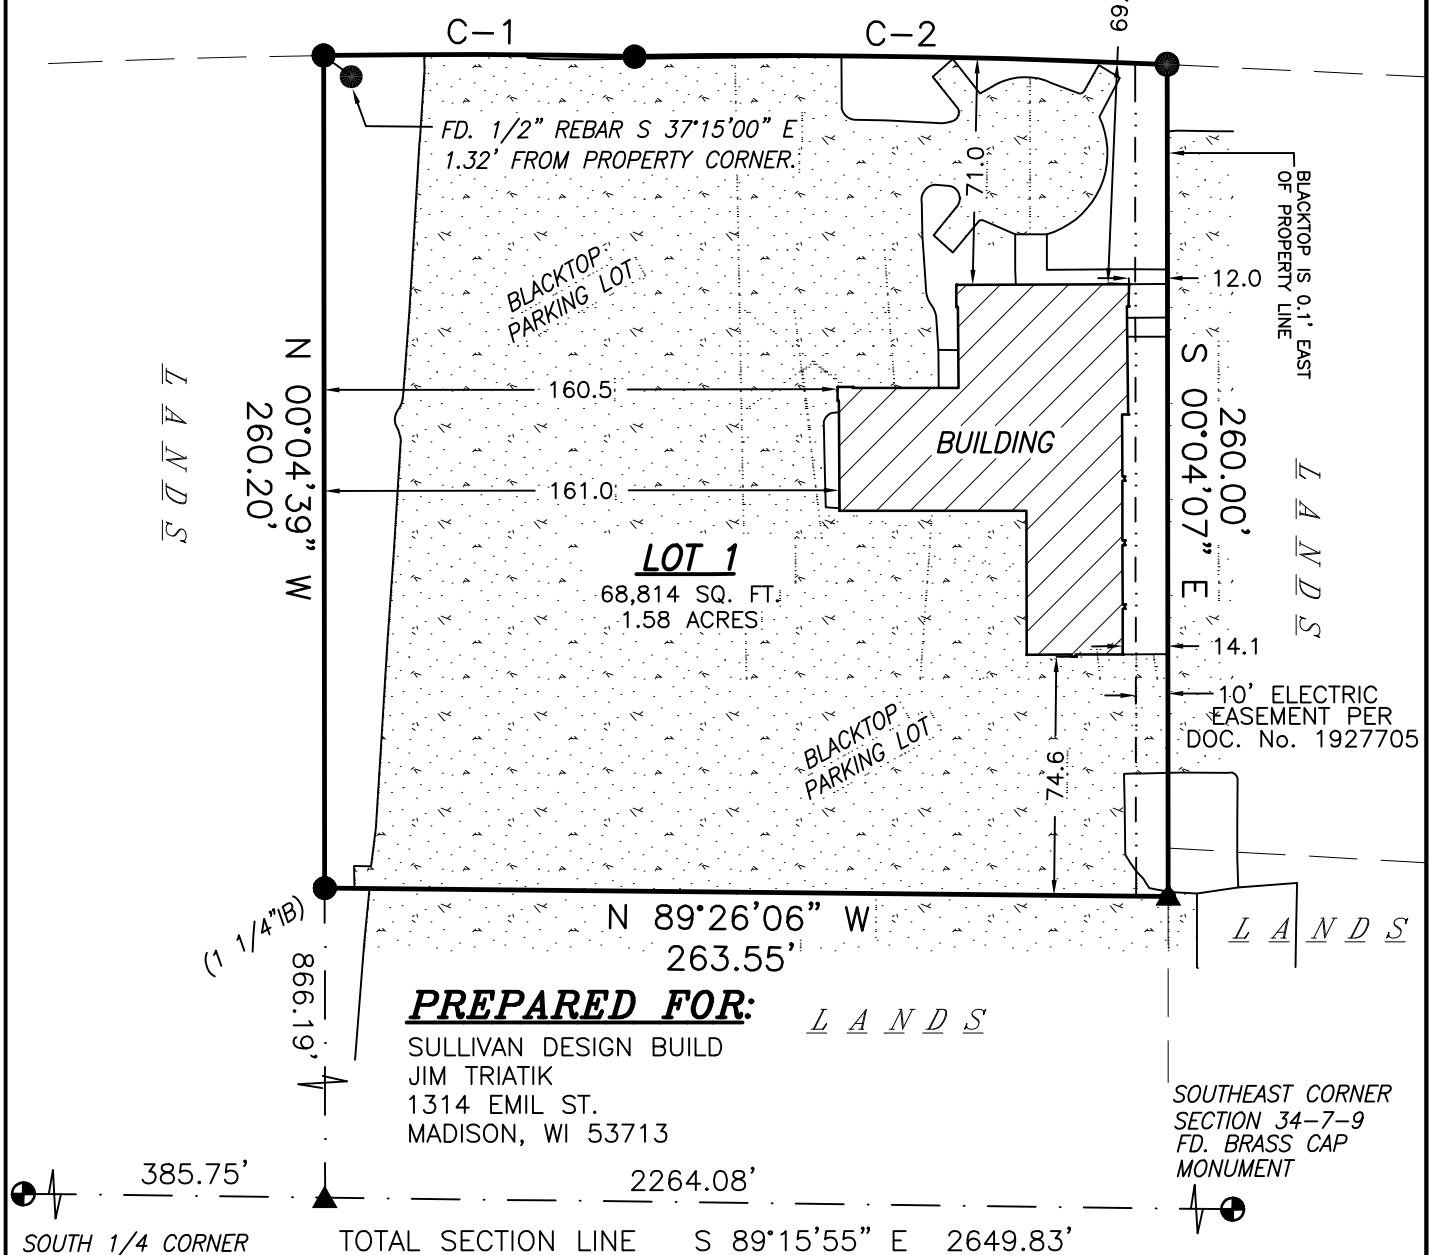 C-1
C-2
69.
FD. 1/2" REBAR S 37°15'00" E
1.32' FROM PROPERTY CORNER.
71.0
BLACKTOP IS 0.1' EAST
OF PROPERTY LINE
12.0
BLACKTOP
PARKING LOT
N 00°04'39" W
260.20'
LANDS
160.5
BUILDING
161.0
S 00°04'07" E
260.00'
LANDS
LOT 1
68,814 SQ. FT.
1.58 ACRES
14.1
10' ELECTRIC
EASEMENT PER
DOC. No. 1927705
BLACKTOP
PARKING LOT
74.6
(1 1/4"IB)
N 89°26'06" W
263.55'
LANDS
866.19'
PREPARED FOR:
LANDS
SULLIVAN DESIGN BUILD
JIM TRIATIK
1314 EMIL ST.
MADISON, WI 53713
SOUTHEAST CORNER
SECTION 34-7-9
FD. BRASS CAP
MONUMENT
385.75'
2264.08'
SOUTH 1/4 CORNER
TOTAL SECTION LINE S 89°15'55" E 2649.83'